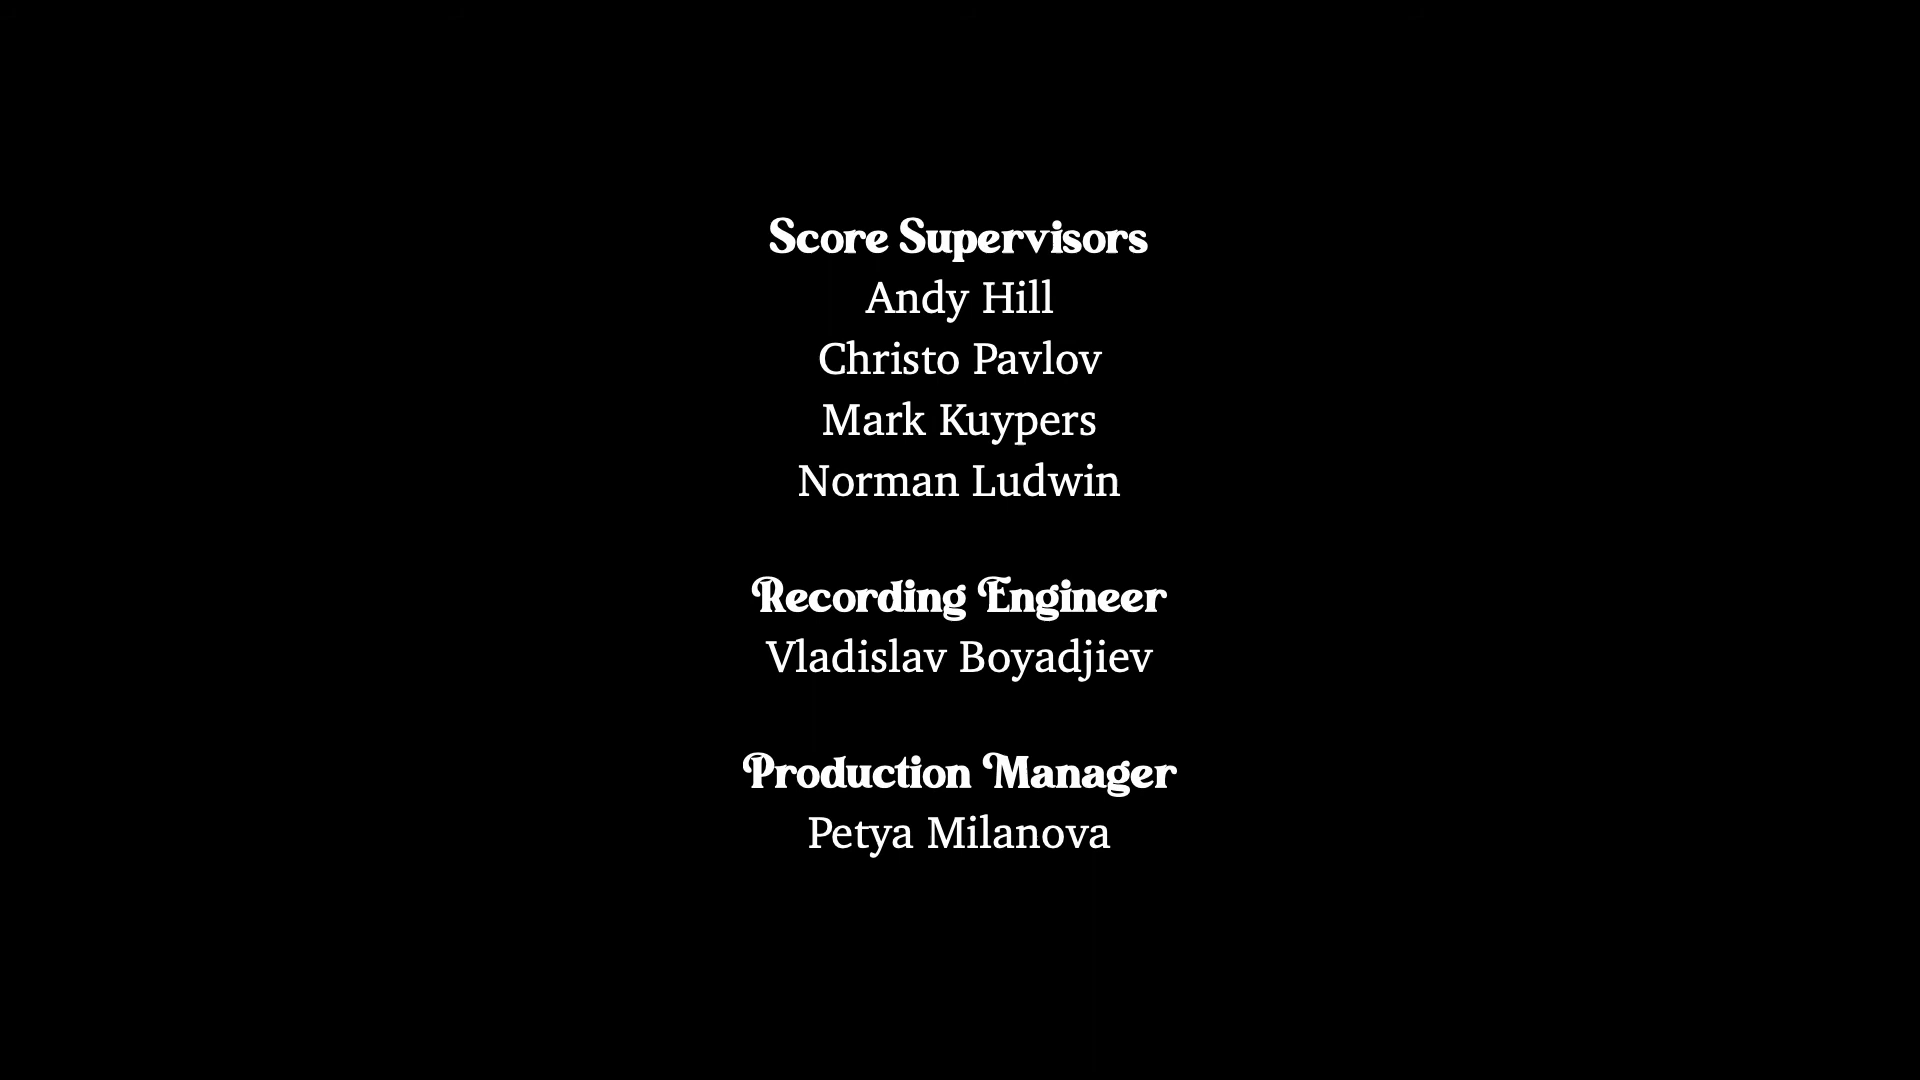 Score Supervisors
Andy Hill
Christo Pavlov
Mark Kuypers
Norman Ludwin
Recording Engineer
Vladislav Boyadjiev
Production Manager
Petya Milanova